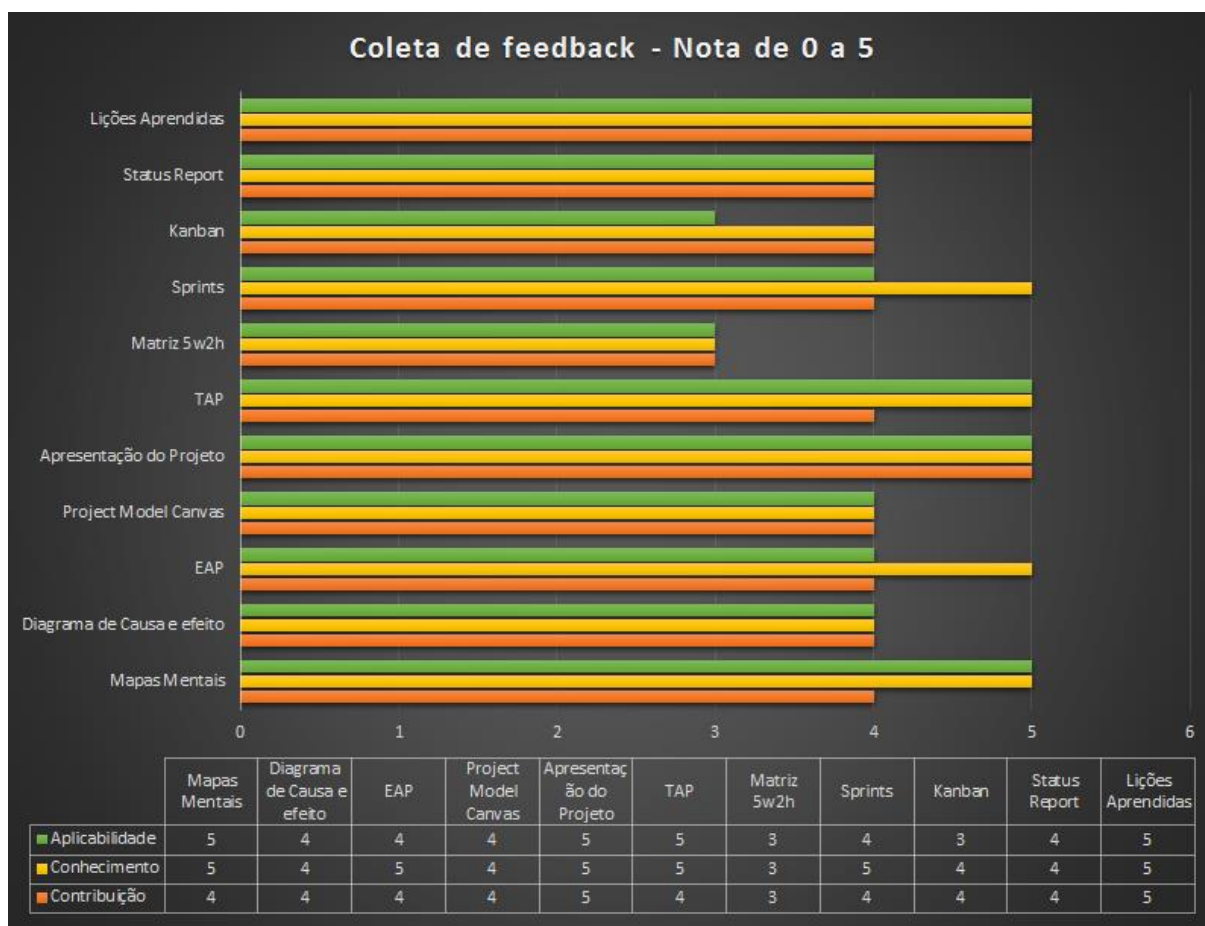 Coleta de feedback - Nota de 0 a 5
Lições Aprendidas
Status Report
Kanban
Sprints
Matriz 5w2h
TAP
Apresentação do Projeto
Project Model Canvas
EAP
Diagrama de Causa e efeito
Mapas Mentais
0 1 2 3 4 5 6
Mapas
Mentais
Diagrama
de Causa e
efeito
EAP
Project
Model
Canvas
Apresentaç
ão do
Projeto
TAP
Matriz
5w2h
Sprints
Kanban
Status
Report
Lições
Aprendidas
Aplicabilidade 5 4 4 4 5 5 3 4 3 4 5
Conhecimento 5 4 5 4 5 5 3 5 4 4 5
Contribuição 4 4 4 4 5 4 3 4 4 4 5